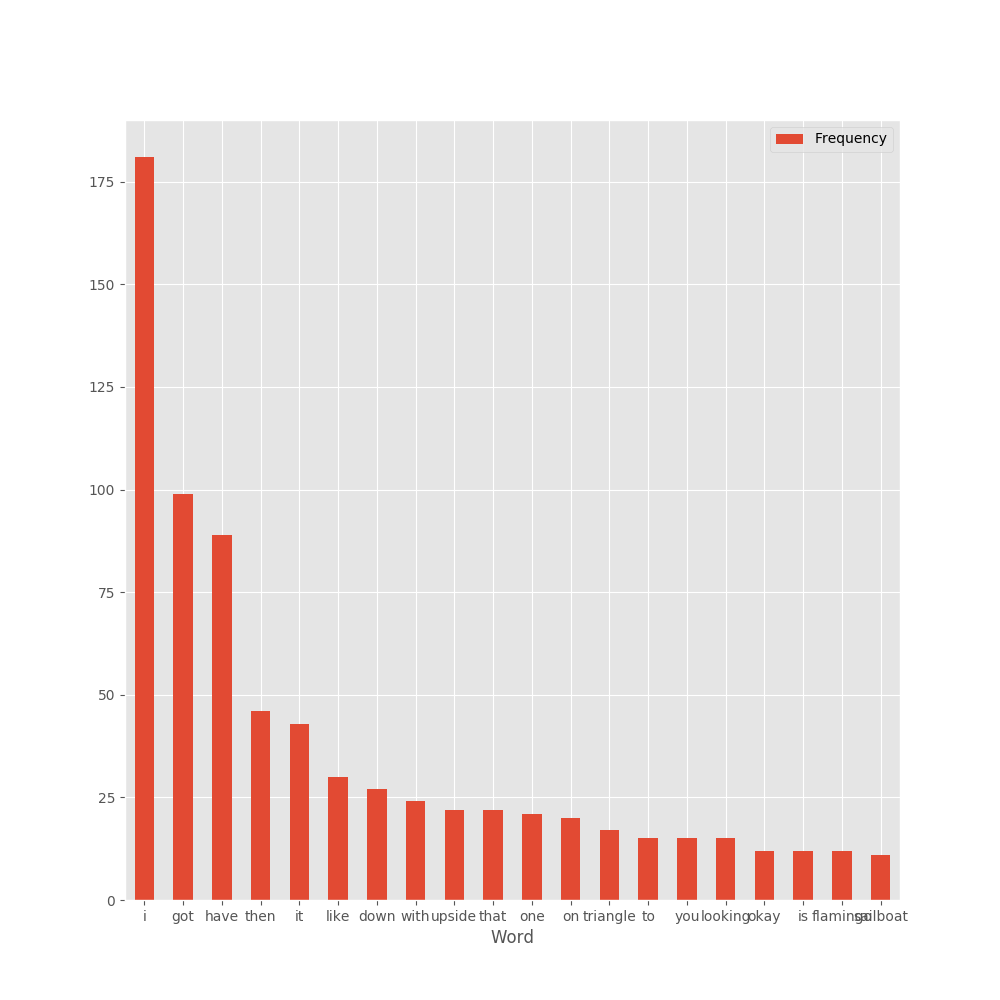 Frequency
175
150
125
100
75
50
25
0
i got have then it like down with upside that one on triangle to you looking okay is flamingo sailboat
Word